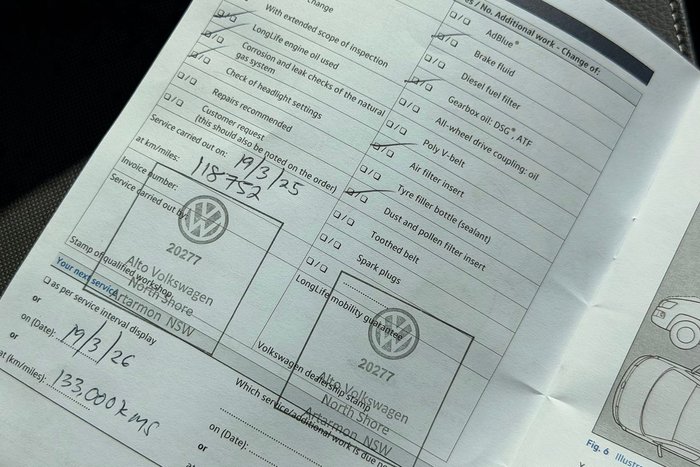 Change
With extended scope of inspection
LongLife engine oil used
Corrosion and leak checks of the natural
gas system
Check of headlight settings
Repairs recommended
Customer request
(this should also be noted on the order)
Service carried out on: 19/3/25
at km/miles: 118752
Invoice number:
Service carried out by
20277
Alto Volkswagen
North Shore
Artarmon NSW
Stamp of qualified workshop
Your next service
as per service interval display
or
on (Date): 19/3/26
or
at (km/miles): 133,000 kms
/ No. Additional work - Change of:
AdBlue®
Brake fluid
Diesel fuel filter
Gearbox oil: DSG®, ATF
All-wheel drive coupling: oil
Poly V-belt
Air filter insert
Tyre filler bottle (sealant)
Dust and pollen filter insert
Toothed belt
Spark plugs
LongLife mobility guarantee
20277
Alto Volkswagen
North Shore
Artarmon NSW
Volkswagen dealership stamp
Which service/additional work is due
on (Date):
or
Fig. 6